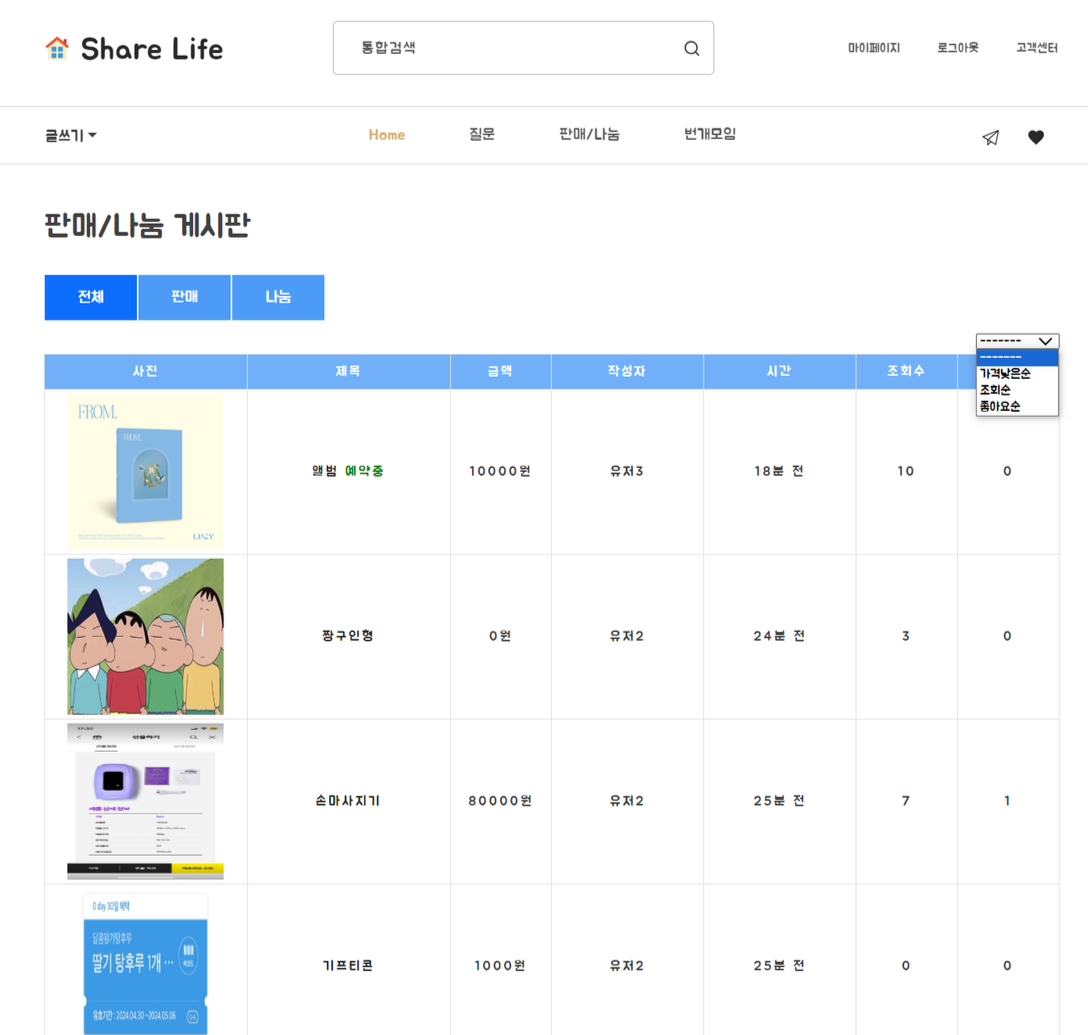 Share Life
통합검색
마이페이지 로그아웃 고객센터
글쓰기
Home 질문 판매/나눔 번개모임
판매/나눔 게시판
전체 판매 나눔
-------
-------
가격낮은순
조회순
좋아요순
사진 제목 금액 작성자 시간 조회수
FROM.
FROM.
LUCY
앨범 예약중 10000원 유저3 18분 전 10 0
짱구인형 0원 유저2 24분 전 3 0
선물하기
손마사지기 80000원 유저2 25분 전 7 1
0 day 30일 혜택
달콤왕가탕후루
딸기 탕후루 1개 ···
유효기간 : 2024.04.30 ~2024.05.06
기프티콘 1000원 유저2 25분 전 0 0